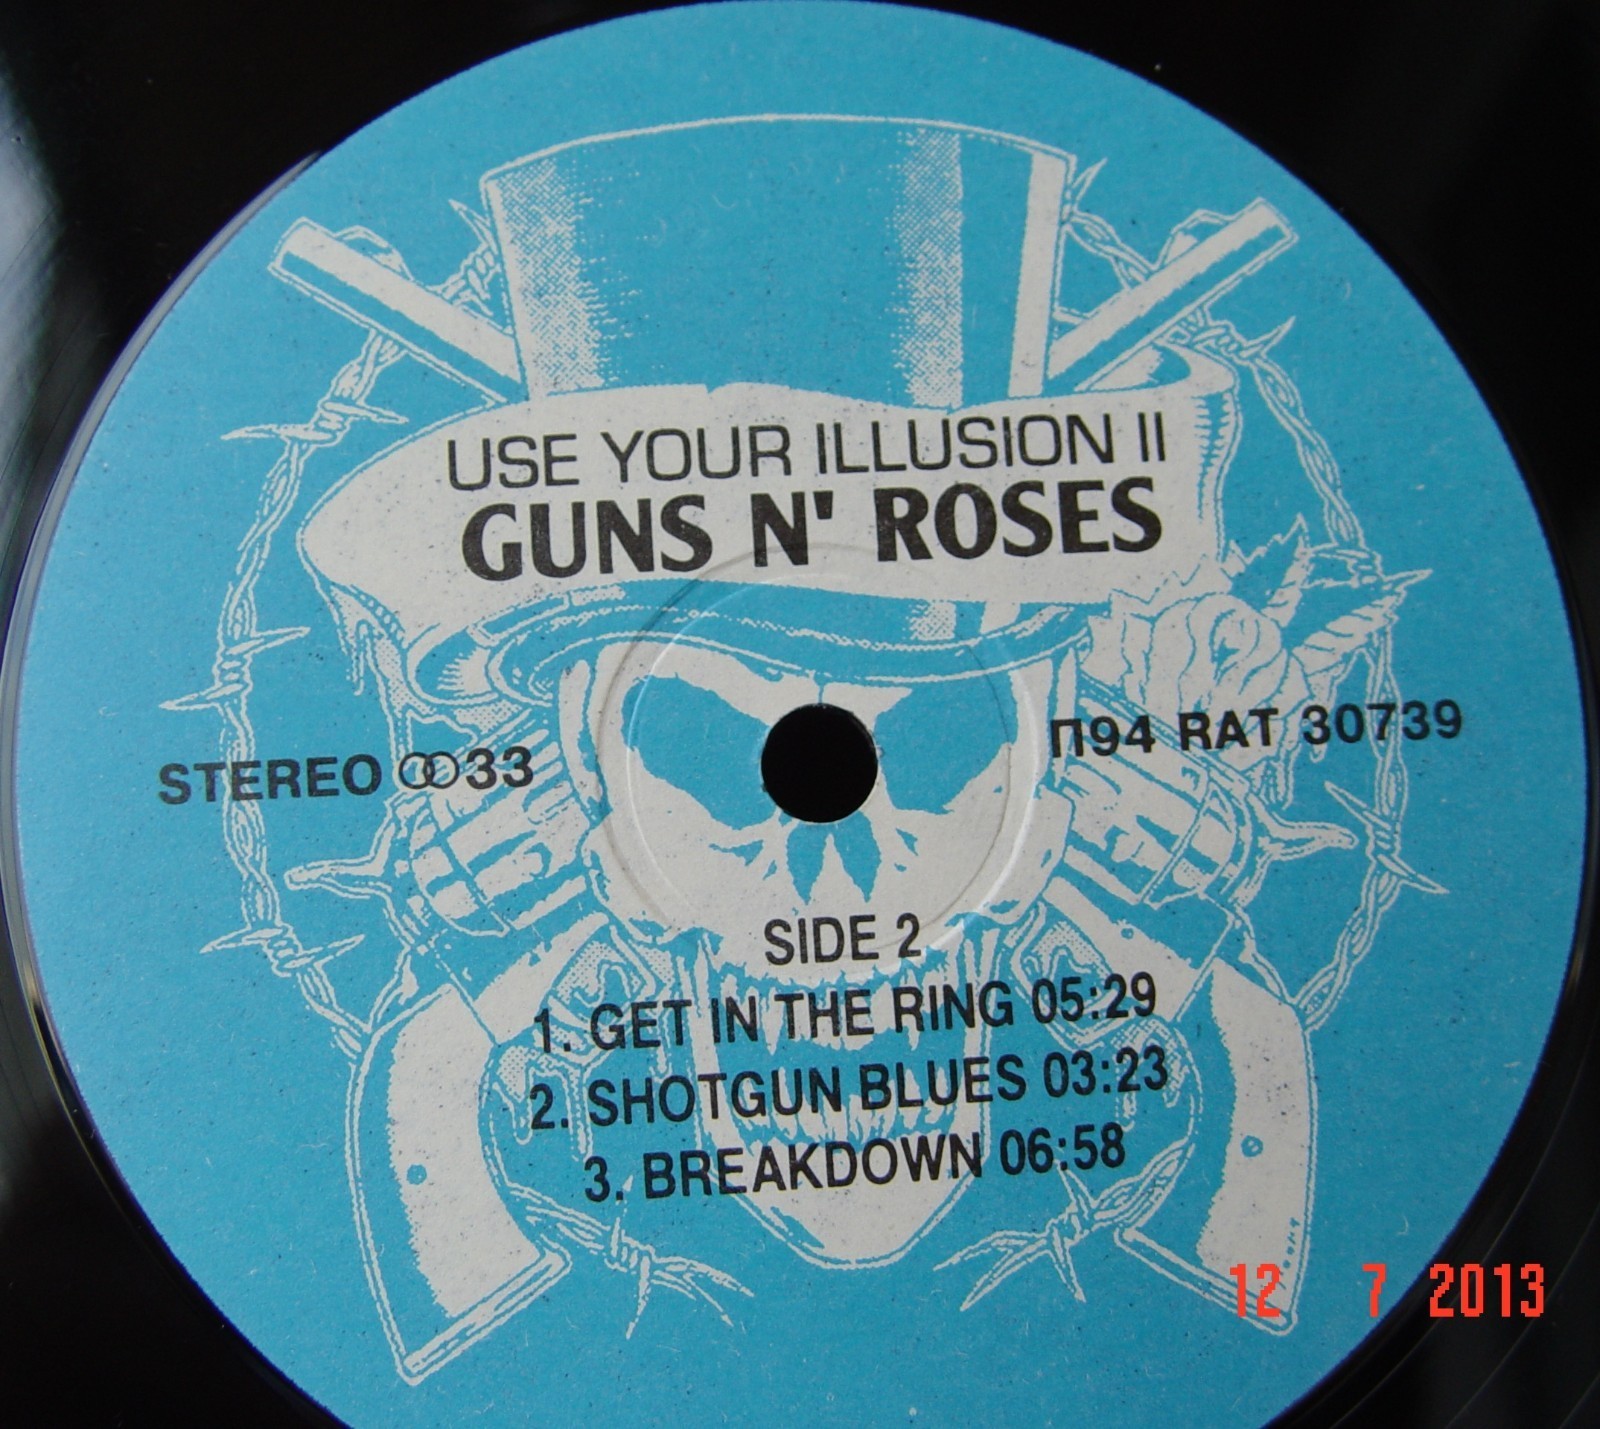 USE YOUR ILLUSION II
GUNS N' ROSES
STEREO ꝏ33
П94 RAT 30739
SIDE 2
1. GET IN THE RING 05:29
2. SHOTGUN BLUES 03:23
3. BREAKDOWN 06:58
12 7 2013